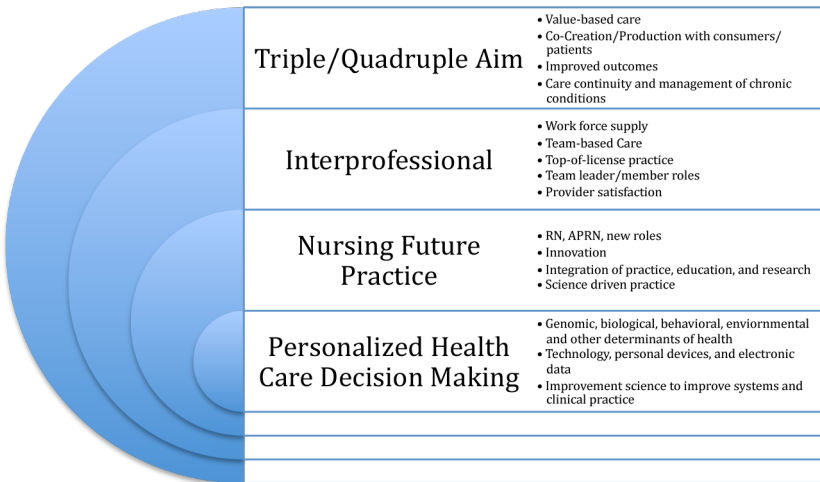 Triple/Quadruple Aim
• Value-based care
• Co-Creation/Production with consumers/
patients
• Improved outcomes
• Care continuity and management of chronic
conditions
Interprofessional
• Work force supply
• Team-based Care
• Top-of-license practice
• Team leader/member roles
• Provider satisfaction
Nursing Future
Practice
• RN, APRN, new roles
• Innovation
• Integration of practice, education, and research
• Science driven practice
Personalized Health
Care Decision Making
• Genomic, biological, behavioral, enviornmental
and other determinants of health
• Technology, personal devices, and electronic
data
• Improvement science to improve systems and
clinical practice